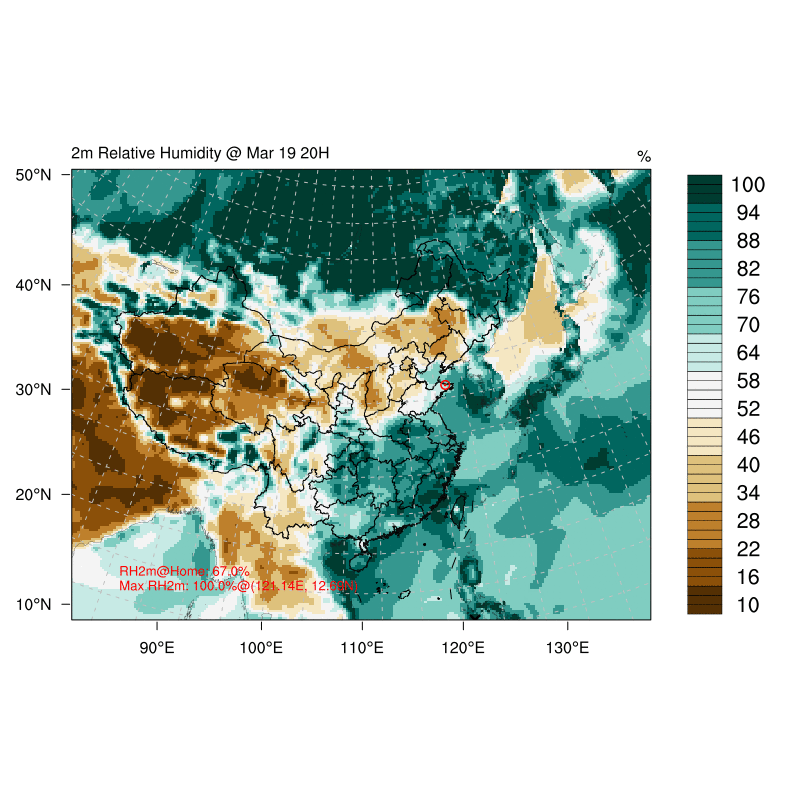 2m Relative Humidity @ Mar 19 20H
%
50°N
40°N
30°N
20°N
10°N
90°E
100°E
110°E
120°E
130°E
100
94
88
82
76
70
64
58
52
46
40
34
28
22
16
10
RH2m@Home: 67.0%
Max RH2m: 100.0%@(121.14E,